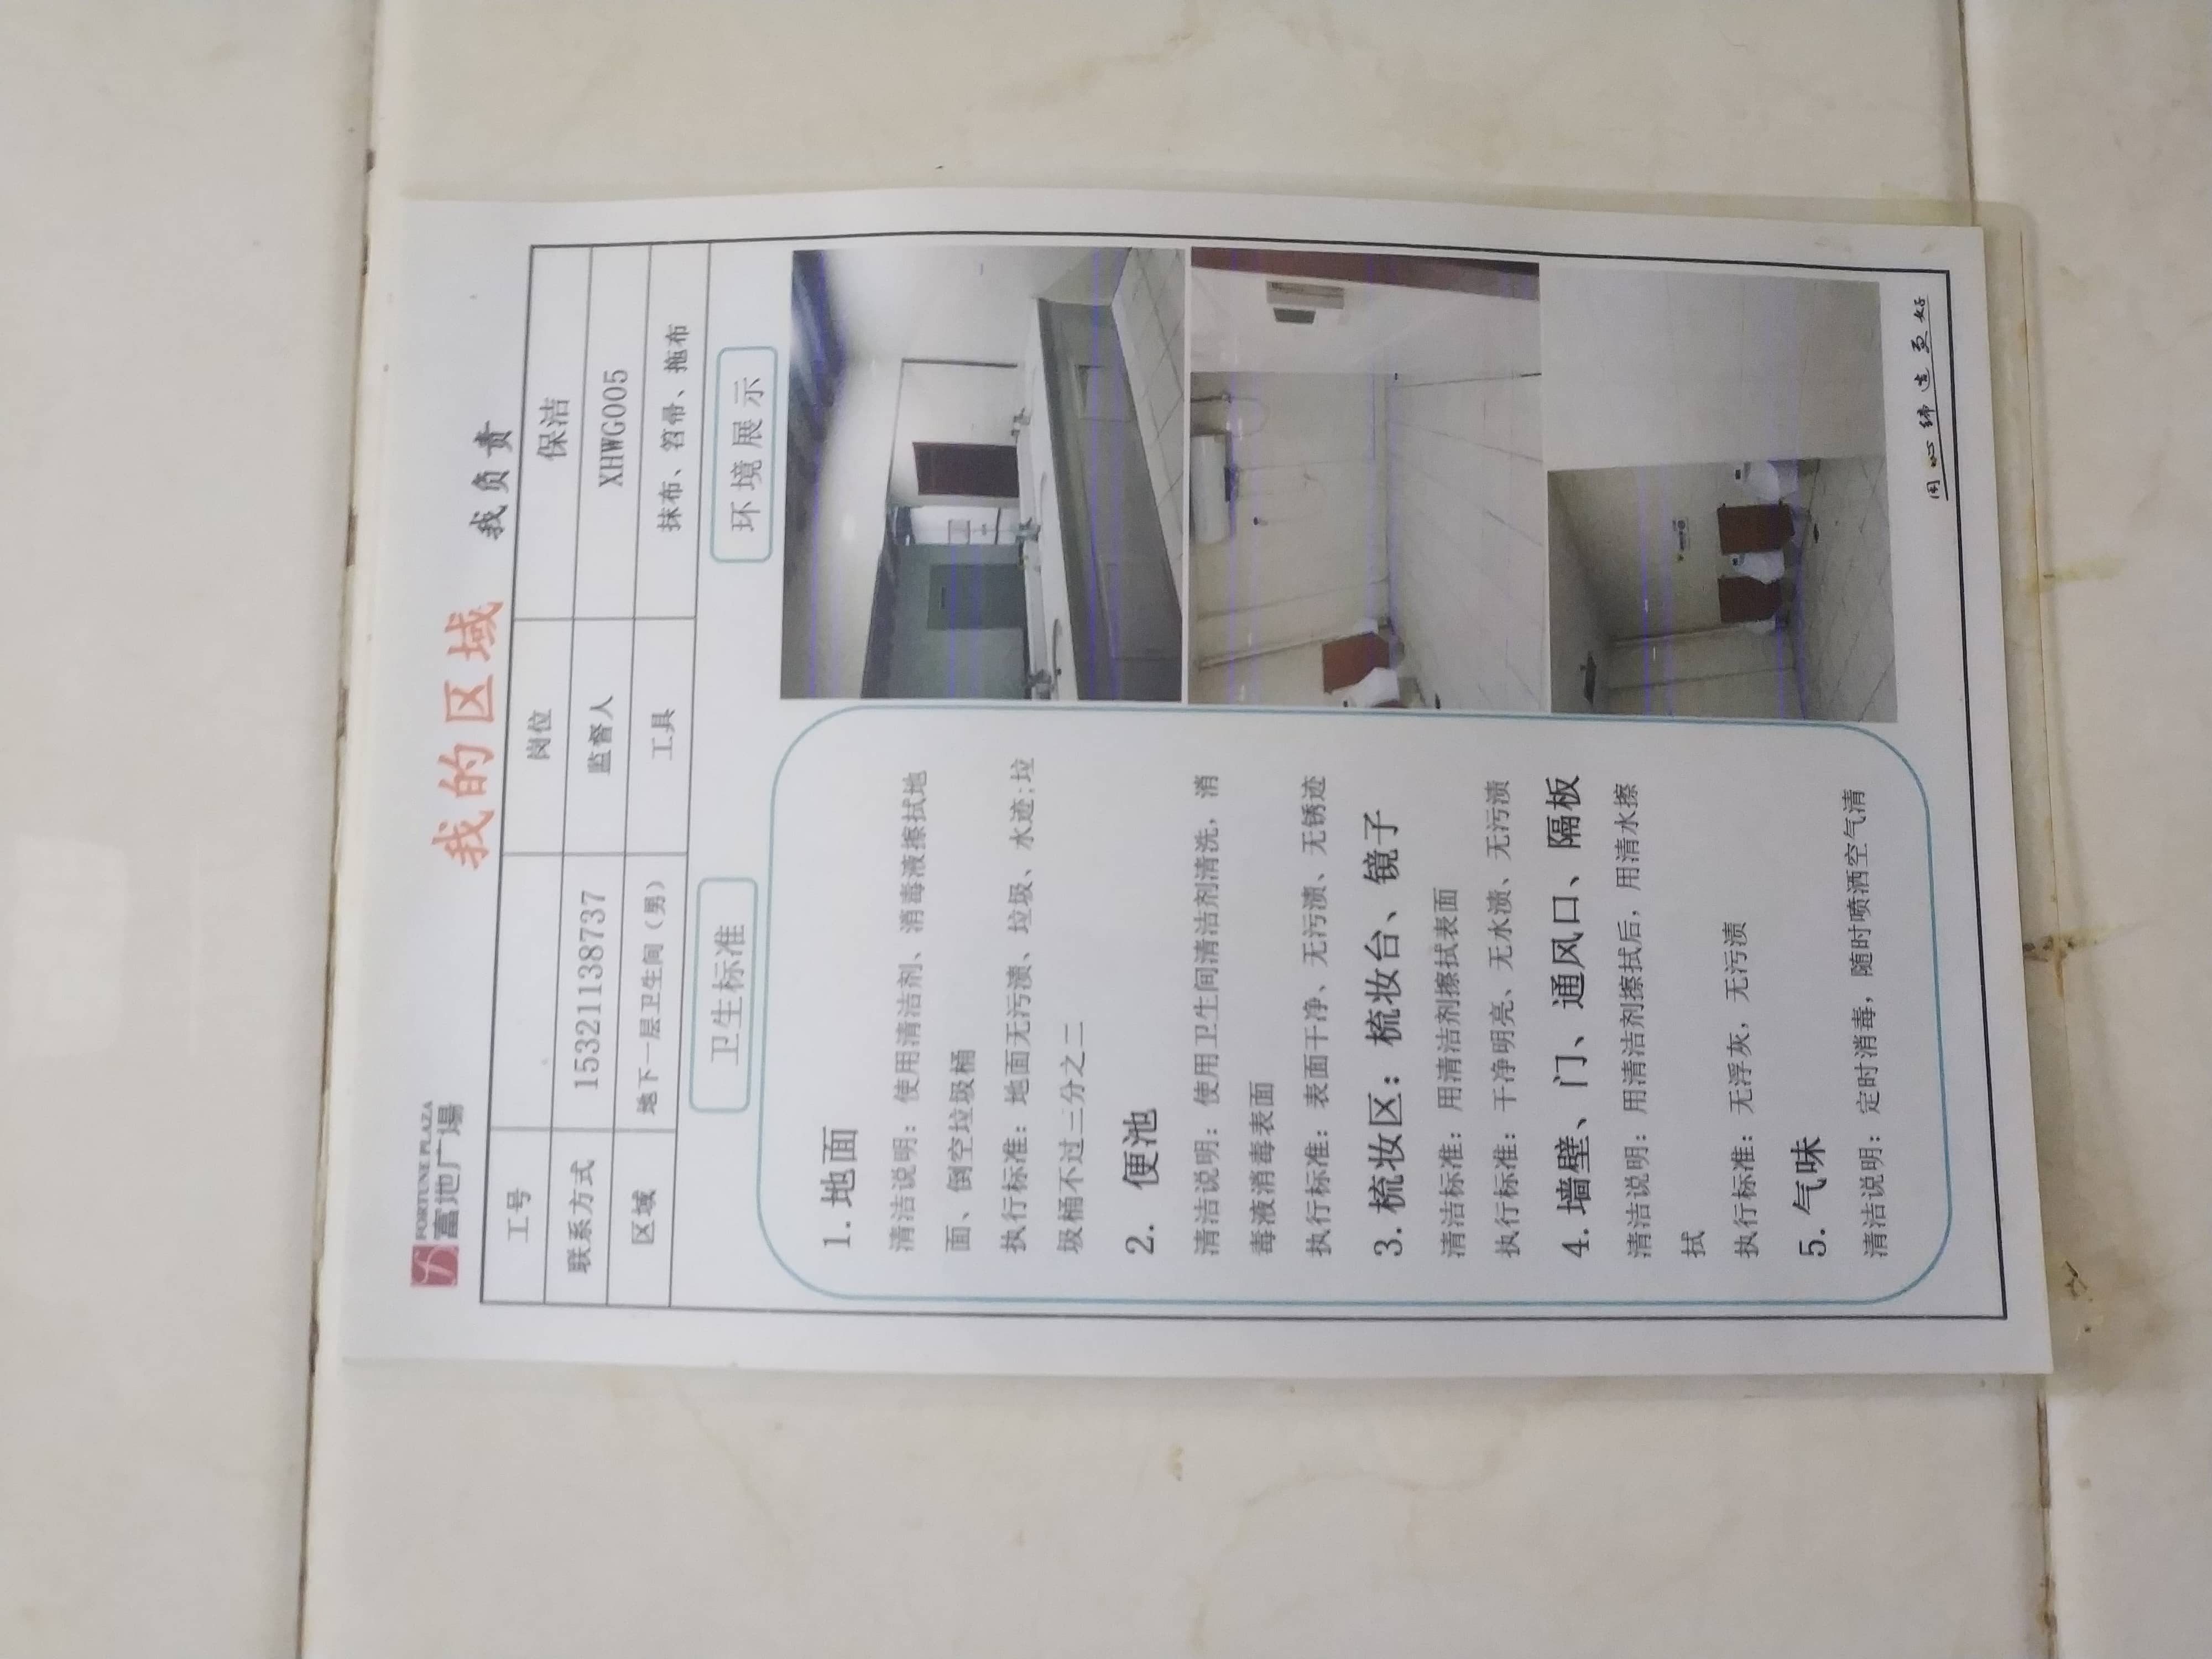 FORTUNE PLAZA
富地广場
我的区域 我负责
工号 岗位 保洁
联系方式 15321138737 监督人 XHWG005
区域 地下一层卫生间（男） 工具 抹布、笤帚、拖布
卫生标准
环境展示
1.地面
清洁说明：使用清洁剂、消毒液擦拭地
面、倒空垃圾桶
执行标准：地面无污渍、垃圾、水迹;垃
圾桶不过三分之二
2. 便池
清洁说明：使用卫生间清洁剂清洗，消
毒液消毒表面
执行标准：表面干净、无污渍、无锈迹
3.梳妆区：梳妆台、镜子
清洁标准：用清洁剂擦拭表面
执行标准：干净明亮、无水渍、无污渍
4.墙壁、门、通风口、隔板
清洁说明：用清洁剂擦拭后，用清水擦
拭
执行标准：无浮灰，无污渍
5.气味
清洁说明：定时消毒，随时喷洒空气清
用心缔造更好